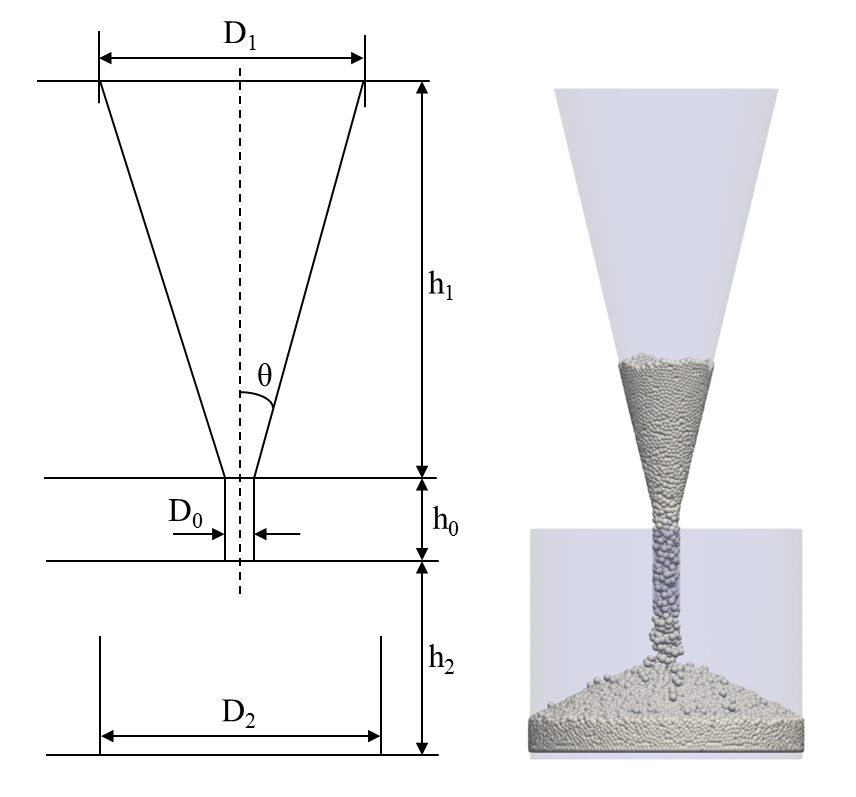 D₁
h₁
θ
D₀
h₀
h₂
D₂